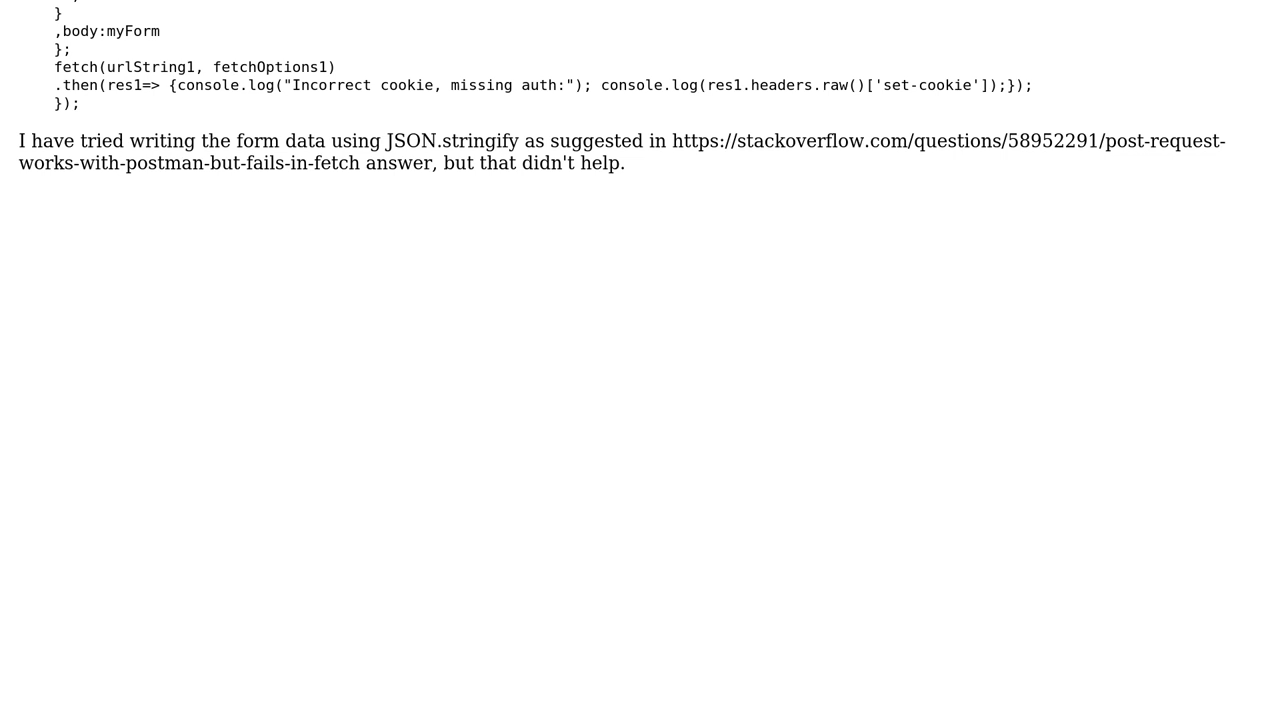 }
,body:myForm
};
fetch(urlString1, fetchOptions1)
.then(res1=> {console.log("Incorrect cookie, missing auth:"); console.log(res1.headers.raw()['set-cookie']);});
});
I have tried writing the form data using JSON.stringify as suggested in https://stackoverflow.com/questions/58952291/post-request-
works-with-postman-but-fails-in-fetch answer, but that didn't help.